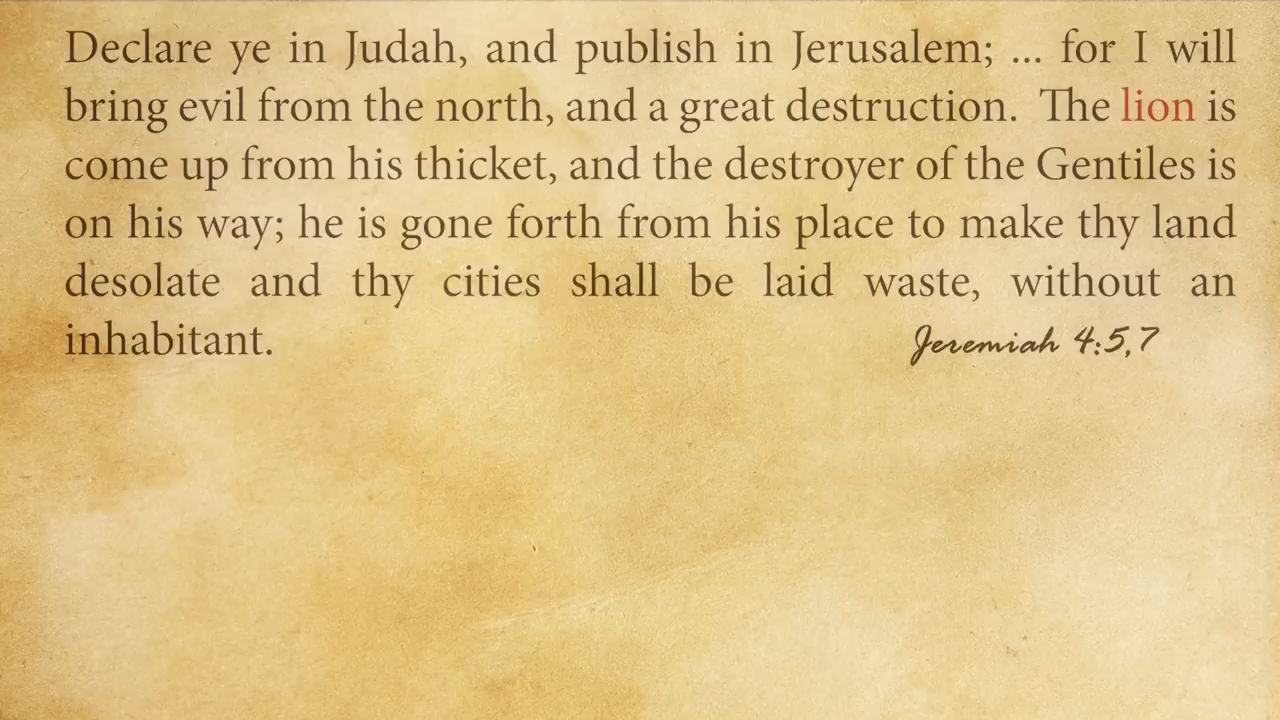 Declare ye in Judah, and publish in Jerusalem; ... for I will
bring evil from the north, and a great destruction. The lion is
come up from his thicket, and the destroyer of the Gentiles is
on his way; he is gone forth from his place to make thy land
desolate and thy cities shall be laid waste, without an
inhabitant. Jeremiah 4:5,7